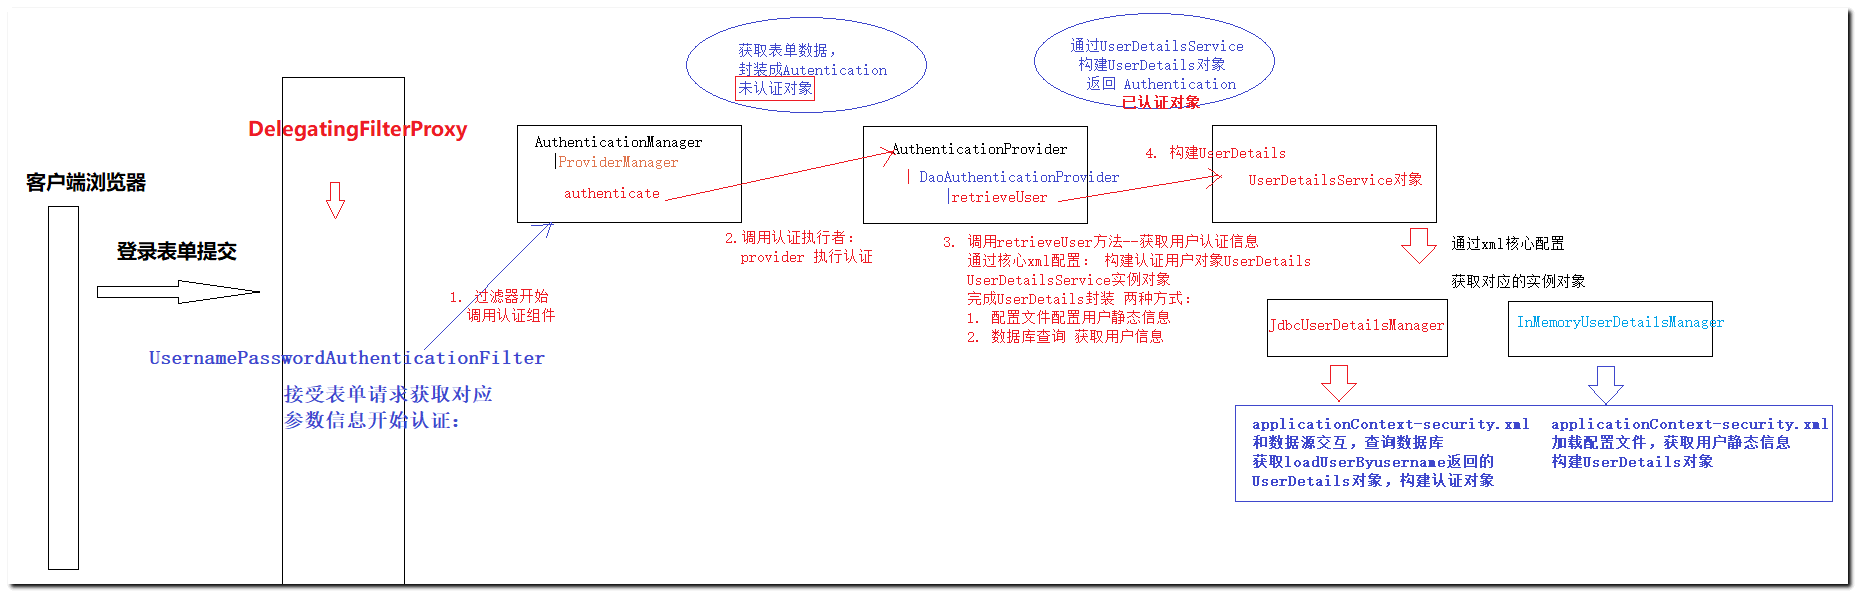 客户端浏览器
登录表单提交
DelegatingFilterProxy
1. 过滤器开始
调用认证组件
UsernamePasswordAuthenticationFilter
接受表单请求获取对应
参数信息开始认证：
获取表单数据，
封装成Autentication
未认证对象
AuthenticationManager
|ProviderManager
authenticate
2.调用认证执行者：
provider 执行认证
AuthenticationProvider
| DaoAuthenticationProvider
|retrieveUser
3. 调用retrieveUser方法--获取用户认证信息
通过核心xml配置： 构建认证用户对象UserDetails
UserDetailsService实例对象
完成UserDetails封装 两种方式：
1. 配置文件配置用户静态信息
2. 数据库查询 获取用户信息
通过UserDetailsService
构建UserDetails对象
返回 Authentication
已认证对象
4. 构建UserDetails
UserDetailsService对象
通过xml核心配置
获取对应的实例对象
JdbcUserDetailsManager
InMemoryUserDetailsManager
applicationContext-security.xml
和数据源交互，查询数据库
获取loadUserByusername返回的
UserDetails对象，构建认证对象
applicationContext-security.xml
加载配置文件，获取用户静态信息
构建UserDetails对象